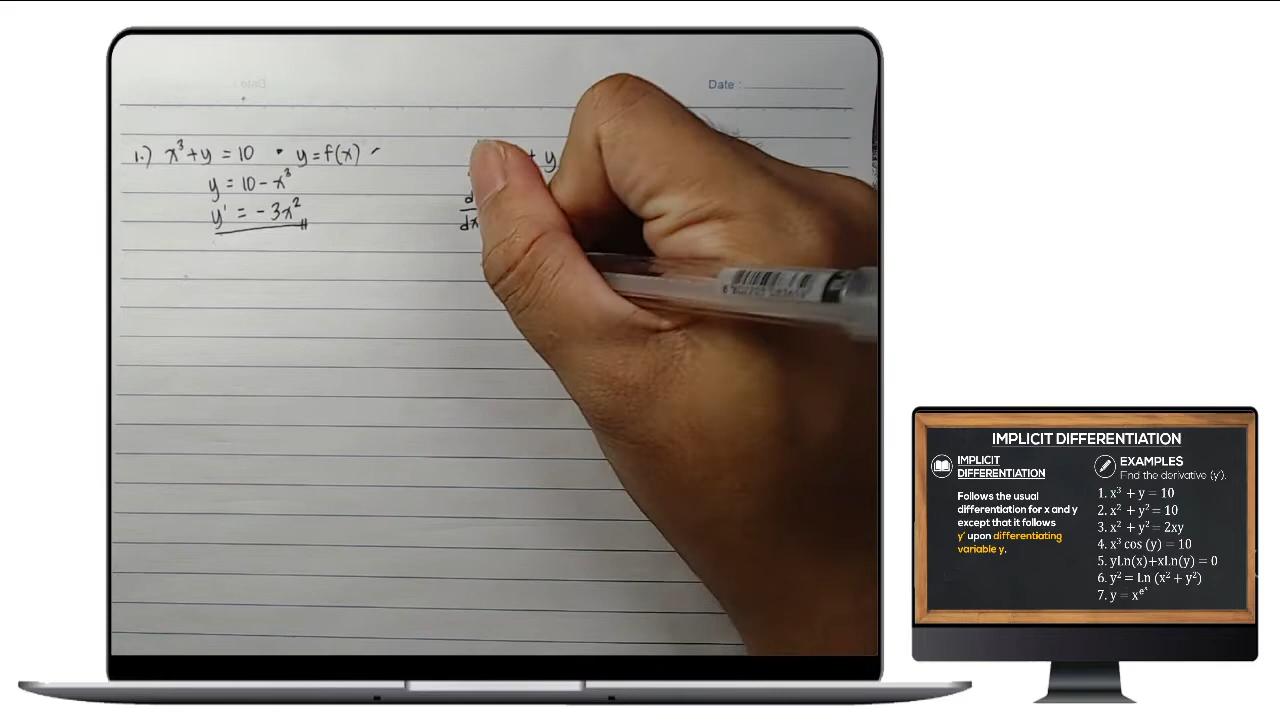 Date :
1.) x³ + y = 10 • y = f(x)
y = 10 - x³
y' = - 3x²
+ y
d
dx
IMPLICIT DIFFERENTIATION
IMPLICIT
DIFFERENTIATION
Follows the usual
differentiation for x and y
except that it follows
y' upon differentiating
variable y.
EXAMPLES
Find the derivative (y').
1. x³ + y = 10
2. x² + y² = 10
3. x² + y² = 2xy
4. x³ cos (y) = 10
5. yLn(x)+xLn(y) = 0
6. y² = Ln (x² + y²)
7. y = x^eˣ